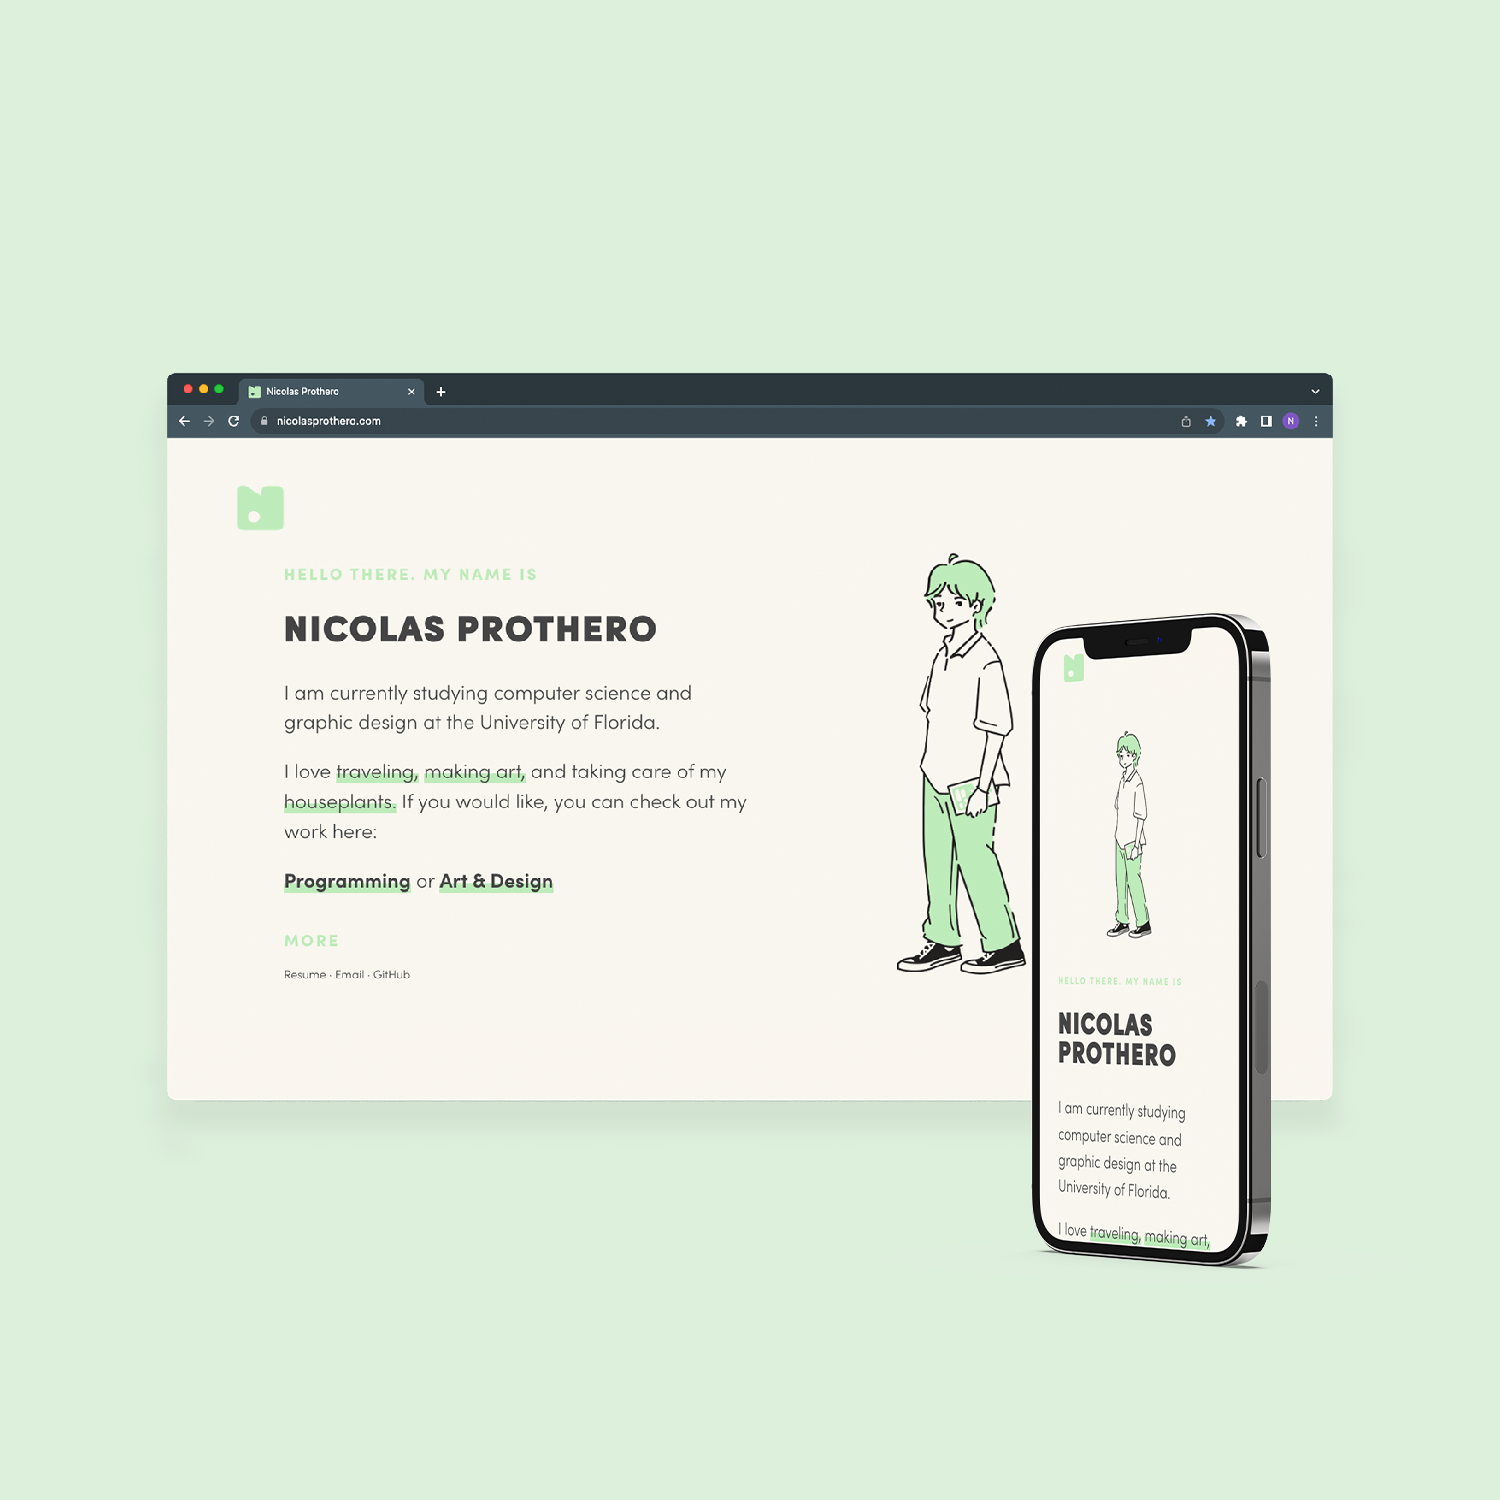 Nicolas Prothero
nicolasprothero.com
N
HELLO THERE. MY NAME IS
NICOLAS PROTHERO
I am currently studying computer science and
graphic design at the University of Florida.
I love traveling, making art, and taking care of my
houseplants. If you would like, you can check out my
work here:
Programming or Art & Design
MORE
Resume · Email · GitHub
HELLO THERE. MY NAME IS
NICOLAS
PROTHERO
I am currently studying
computer science and
graphic design at the
University of Florida.
I love traveling, making art,